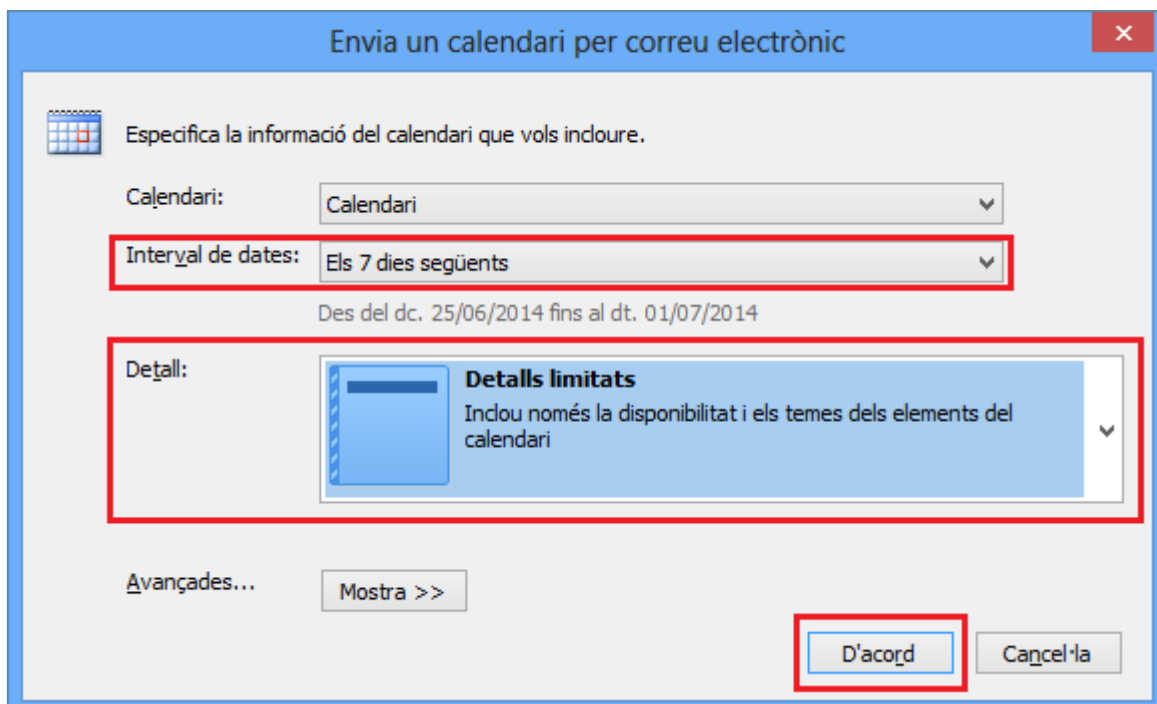 Envia un calendari per correu electrònic
Especifica la informació del calendari que vols incloure.
Calendari:
Calendari
Interval de dates:
Els 7 dies següents
Des del dc. 25/06/2014 fins al dt. 01/07/2014
Detall:
Detalls limitats
Inclou només la disponibilitat i els temes dels elements del
calendari
Avançades...
Mostra >>
D'acord
Cancel·la